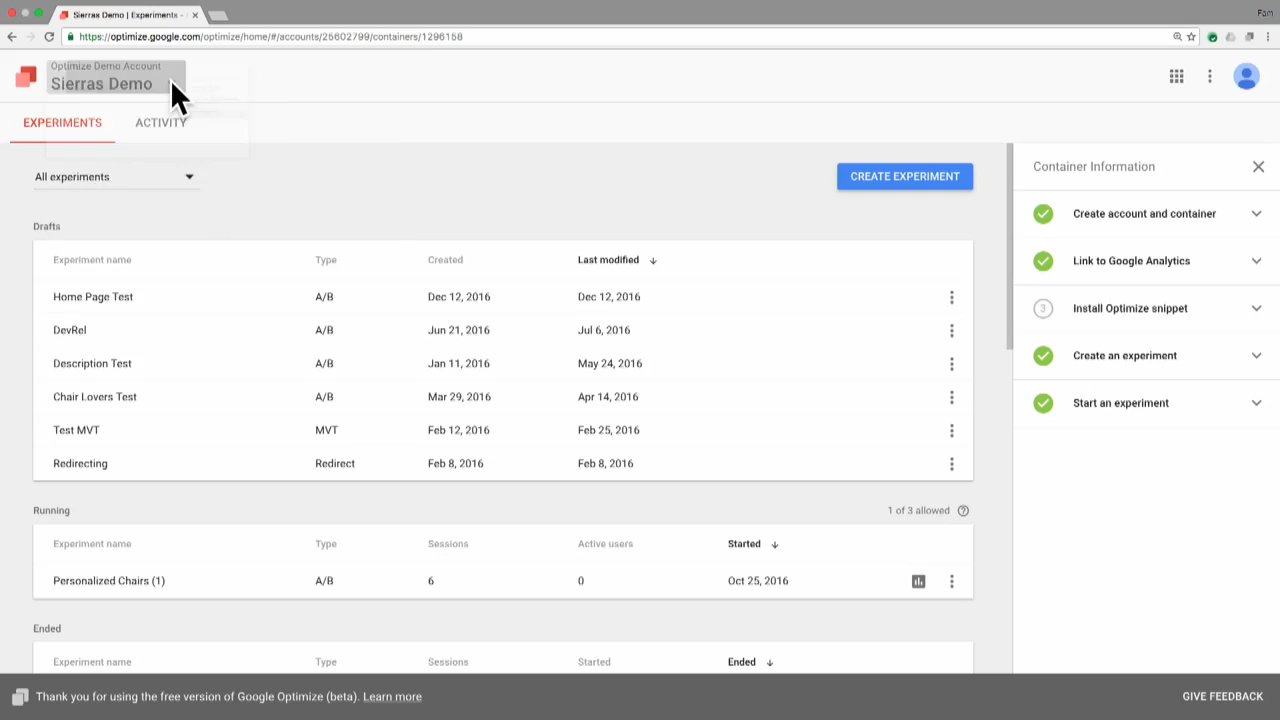 Sierras Demo | Experiments -
Pam
https://optimize.google.com/optimize/home/#/accounts/25602799/containers/1296158
Optimize Demo Account
Sierras Demo
EXPERIMENTS ACTIVITY
All experiments
CREATE EXPERIMENT
Drafts
Experiment name Type Created Last modified
Home Page Test A/B Dec 12, 2016 Dec 12, 2016
DevRel A/B Jun 21, 2016 Jul 6, 2016
Description Test A/B Jan 11, 2016 May 24, 2016
Chair Lovers Test A/B Mar 29, 2016 Apr 14, 2016
Test MVT MVT Feb 12, 2016 Feb 25, 2016
Redirecting Redirect Feb 8, 2016 Feb 8, 2016
Running 1 of 3 allowed
Experiment name Type Sessions Active users Started
Personalized Chairs (1) A/B 6 0 Oct 25, 2016
Ended
Experiment name Type Sessions Started Ended
Container Information
Create account and container
Link to Google Analytics
3 Install Optimize snippet
Create an experiment
Start an experiment
Thank you for using the free version of Google Optimize (beta). Learn more
GIVE FEEDBACK